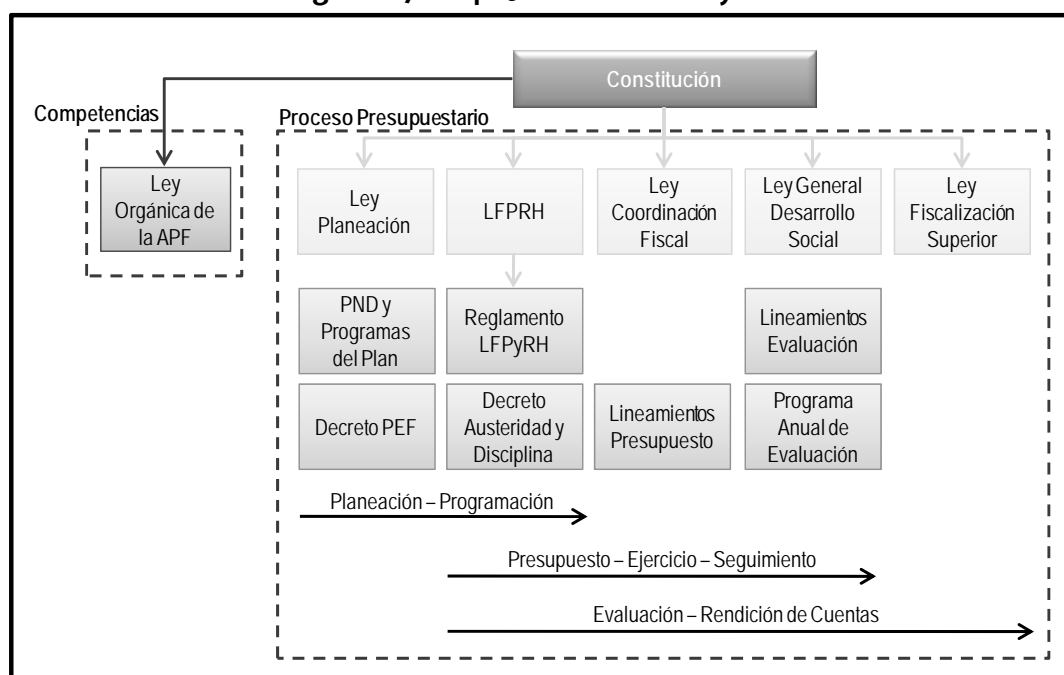 Constitución
Competencias
Proceso Presupuestario
Ley
Orgánica de
la APF
Ley
Planeación
LFPRH
Ley
Coordinación
Fiscal
Ley General
Desarrollo
Social
Ley
Fiscalización
Superior
PND y
Programas
del Plan
Reglamento
LFPyRH
Lineamientos
Evaluación
Decreto PEF
Decreto
Austeridad y
Disciplina
Lineamientos
Presupuesto
Programa
Anual de
Evaluación
Planeación – Programación
Presupuesto – Ejercicio – Seguimiento
Evaluación – Rendición de Cuentas